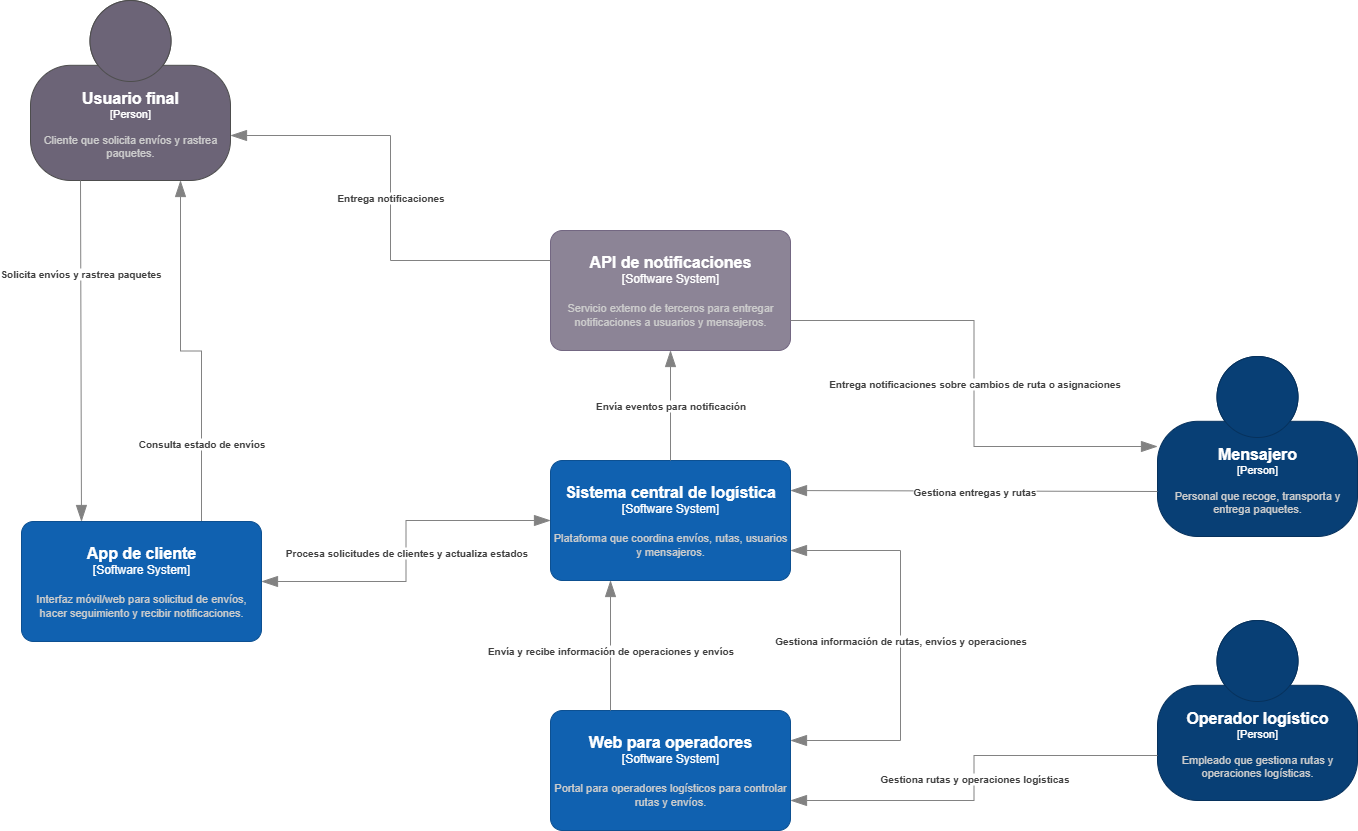 Usuario final
[Person]
Cliente que solicita envíos y rastrea
paquetes.
Entrega notificaciones
API de notificaciones
[Software System]
Servicio externo de terceros para entregar
notificaciones a usuarios y mensajeros.
Solicita envíos y rastrea paquetes
Entrega notificaciones sobre cambios de ruta o asignaciones
Envía eventos para notificación
Consulta estado de envíos
Mensajero
[Person]
Personal que recoge, transporta y
entrega paquetes.
Sistema central de logística
[Software System]
Plataforma que coordina envíos, rutas, usuarios
y mensajeros.
Gestiona entregas y rutas
App de cliente
[Software System]
Interfaz móvil/web para solicitud de envíos,
hacer seguimiento y recibir notificaciones.
Procesa solicitudes de clientes y actualiza estados
Gestiona información de rutas, envíos y operaciones
Envía y recibe información de operaciones y envíos
Operador logístico
[Person]
Empleado que gestiona rutas y
operaciones logísticas.
Web para operadores
[Software System]
Portal para operadores logísticos para controlar
rutas y envíos.
Gestiona rutas y operaciones logísticas